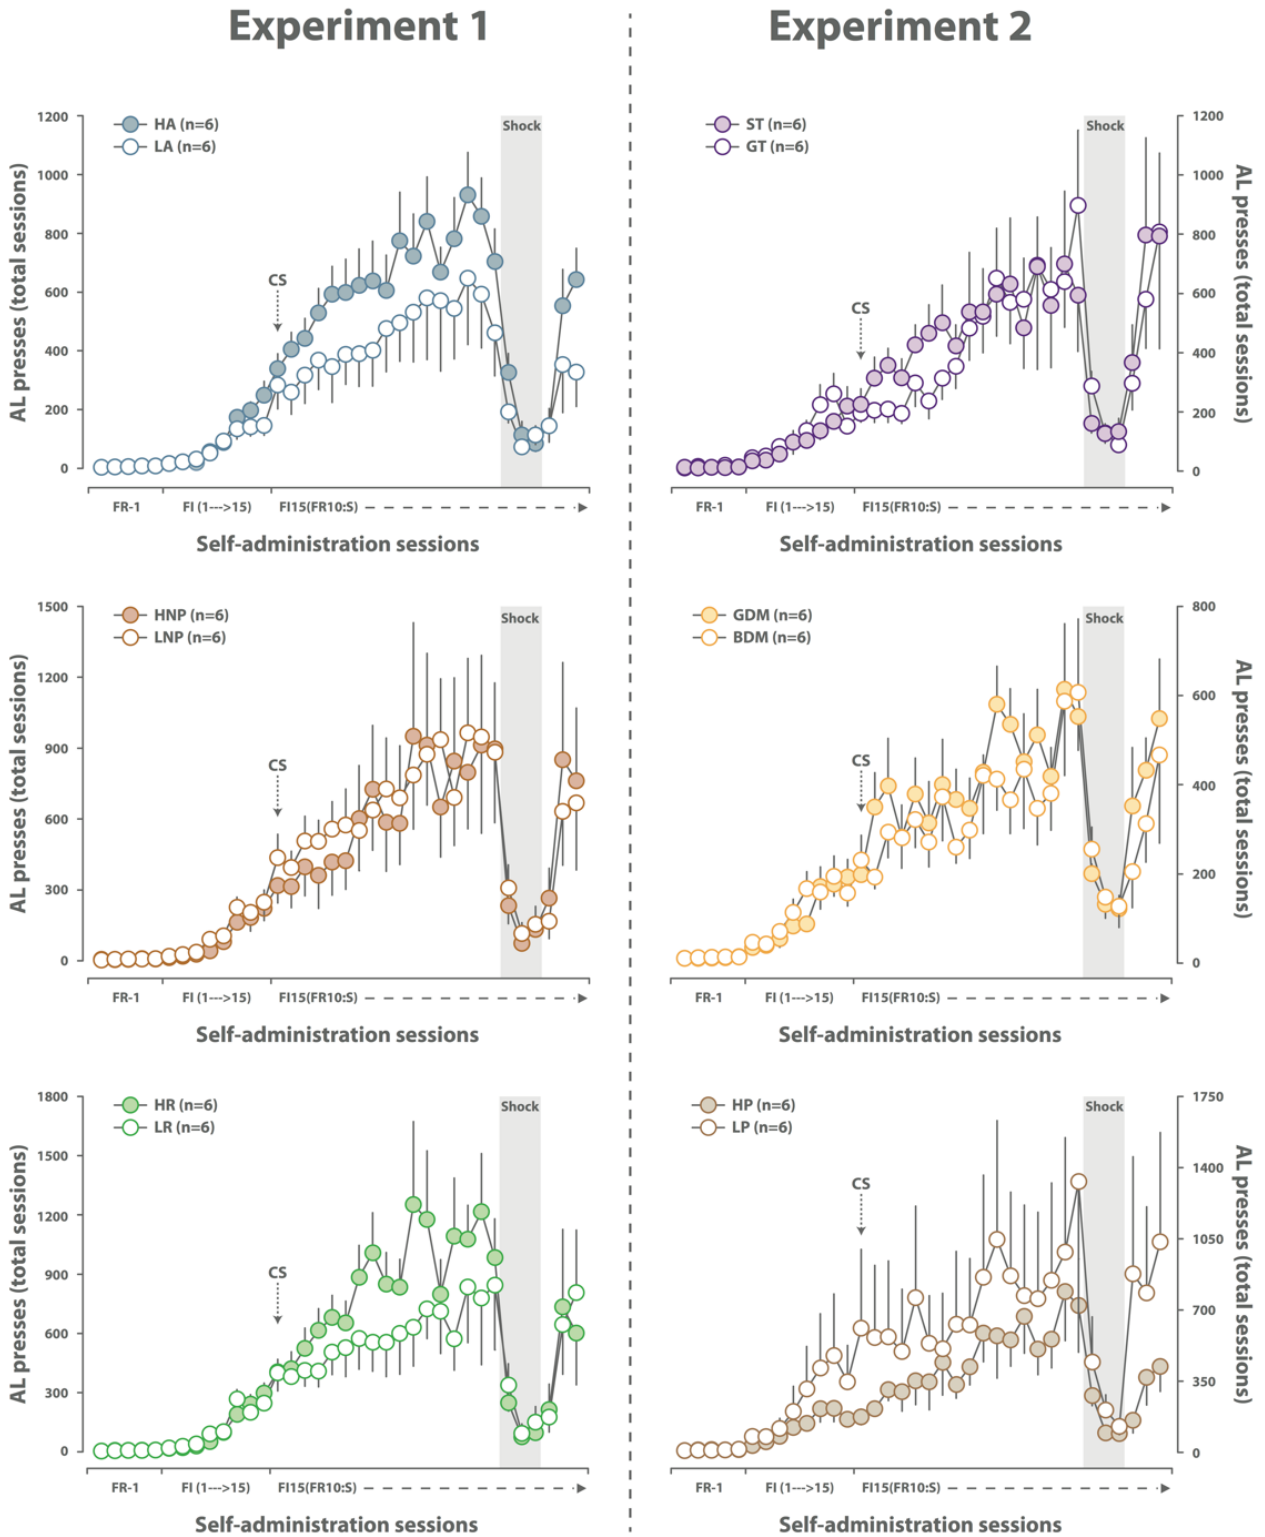 Experiment 1
Experiment 2
1200
1000
800
600
400
200
0
AL presses (total sessions)
HA (n=6)
LA (n=6)
CS
Shock
FR-1
FI (1--->15)
FI15(FR10:S)
Self-administration sessions
ST (n=6)
GT (n=6)
CS
Shock
1200
1000
800
600
400
200
0
AL presses (total sessions)
FR-1
FI (1--->15)
FI15(FR10:S)
Self-administration sessions
1500
1200
900
600
300
0
AL presses (total sessions)
HNP (n=6)
LNP (n=6)
CS
Shock
FR-1
FI (1--->15)
FI15(FR10:S)
Self-administration sessions
GDM (n=6)
BDM (n=6)
CS
Shock
800
600
400
200
0
AL presses (total sessions)
FR-1
FI (1--->15)
FI15(FR10:S)
Self-administration sessions
1800
1500
1200
900
600
300
0
AL presses (total sessions)
HR (n=6)
LR (n=6)
CS
Shock
FR-1
FI (1--->15)
FI15(FR10:S)
Self-administration sessions
HP (n=6)
LP (n=6)
CS
Shock
1750
1400
1050
700
350
0
AL presses (total sessions)
FR-1
FI (1--->15)
FI15(FR10:S)
Self-administration sessions